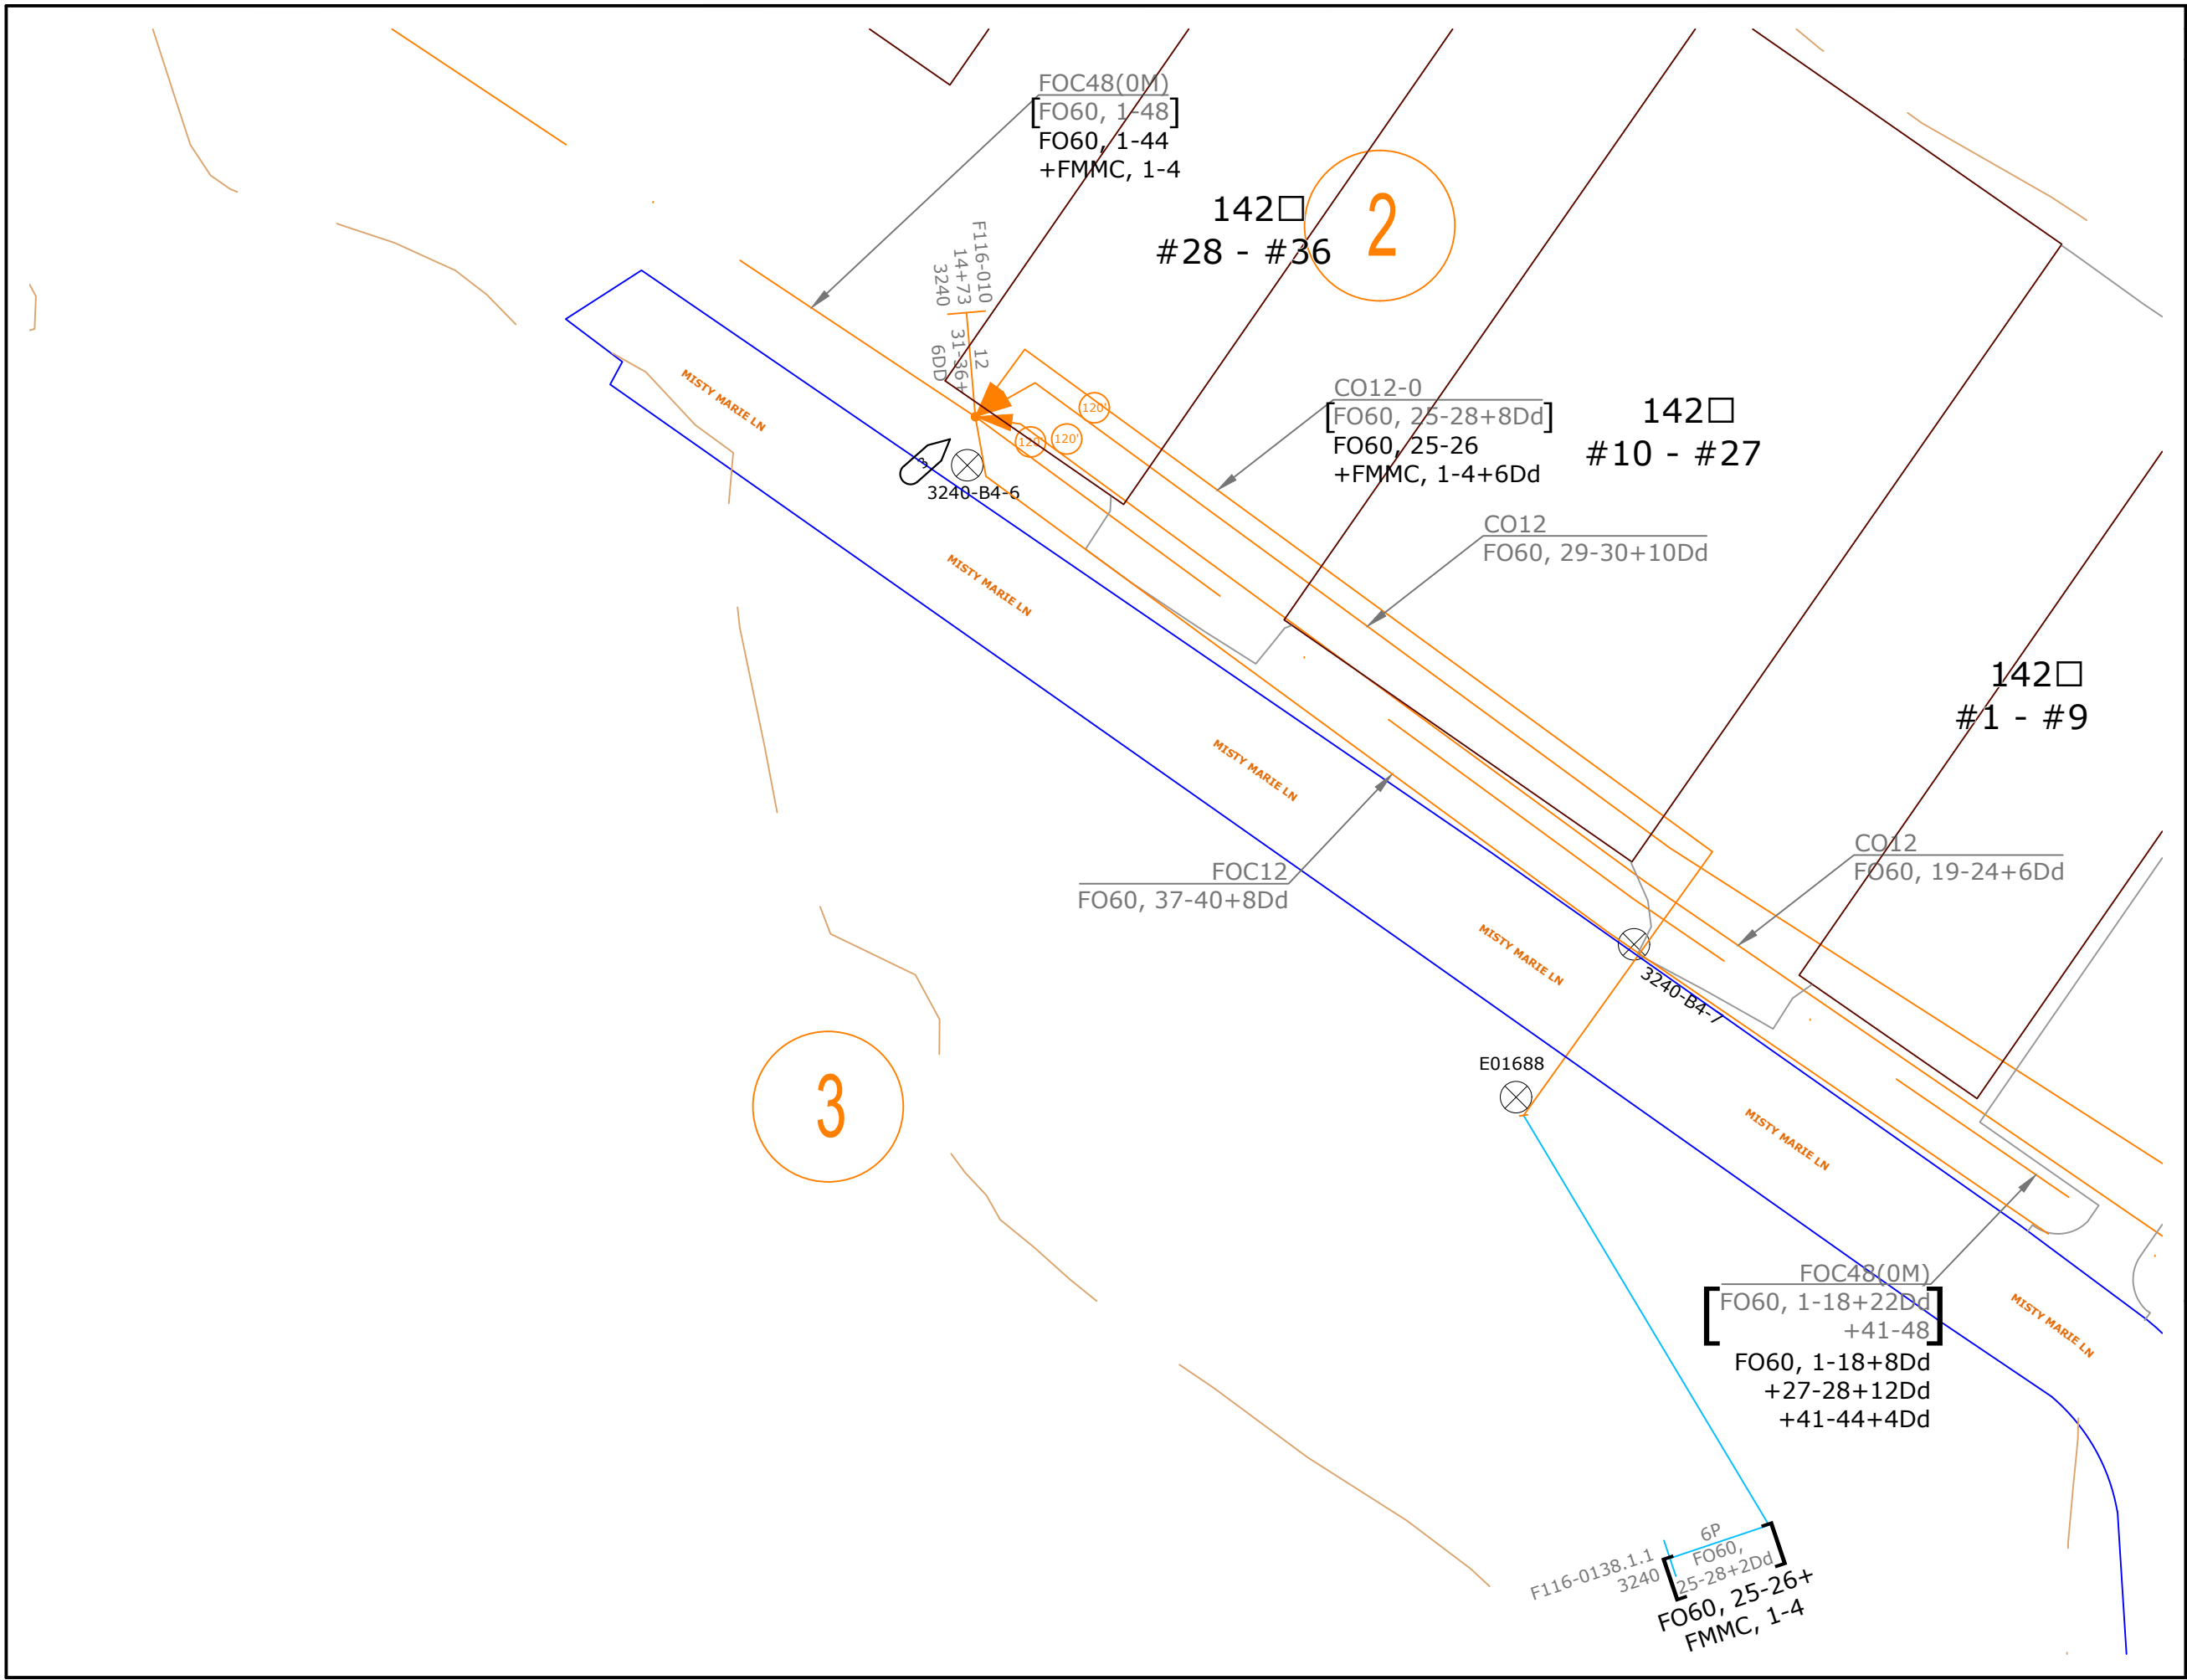 FOC48(0M)
[FO60, 1-48]
FO60, 1-44
+FMMC, 1-4
142□
#28 - #36
2
F116-010
14+73
3240
12
31-36+
6DD
MISTY MARIE LN
120'
120'
120'
3
3240-B4-6
CO12-0
[FO60, 25-28+8Dd]
FO60, 25-26
+FMMC, 1-4+6Dd
142□
#10 - #27
CO12
FO60, 29-30+10Dd
MISTY MARIE LN
142□
#1 - #9
MISTY MARIE LN
FOC12
FO60, 37-40+8Dd
CO12
FO60, 19-24+6Dd
MISTY MARIE LN
3240-B4-7
E01688
3
MISTY MARIE LN
FOC48(0M)
[FO60, 1-18+22Dd
+41-48]
FO60, 1-18+8Dd
+27-28+12Dd
+41-44+4Dd
MISTY MARIE LN
F116-0138.1.1
3240
6P
[FO60,
25-28+2Dd]
FO60, 25-26+
FMMC, 1-4